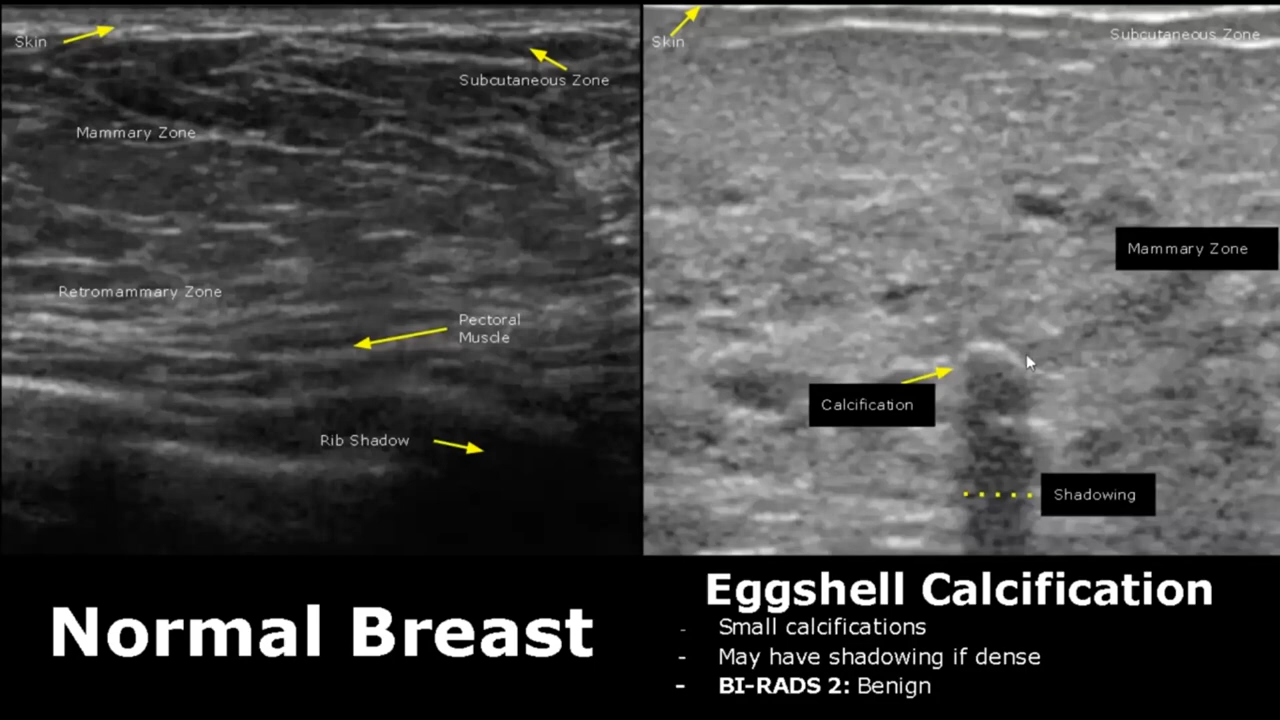 Skin
Subcutaneous Zone
Mammary Zone
Retromammary Zone
Pectoral
Muscle
Rib Shadow
Normal Breast
Skin
Subcutaneous Zone
Mammary Zone
Calcification
Shadowing
Eggshell Calcification
- Small calcifications
- May have shadowing if dense
- BI-RADS 2: Benign